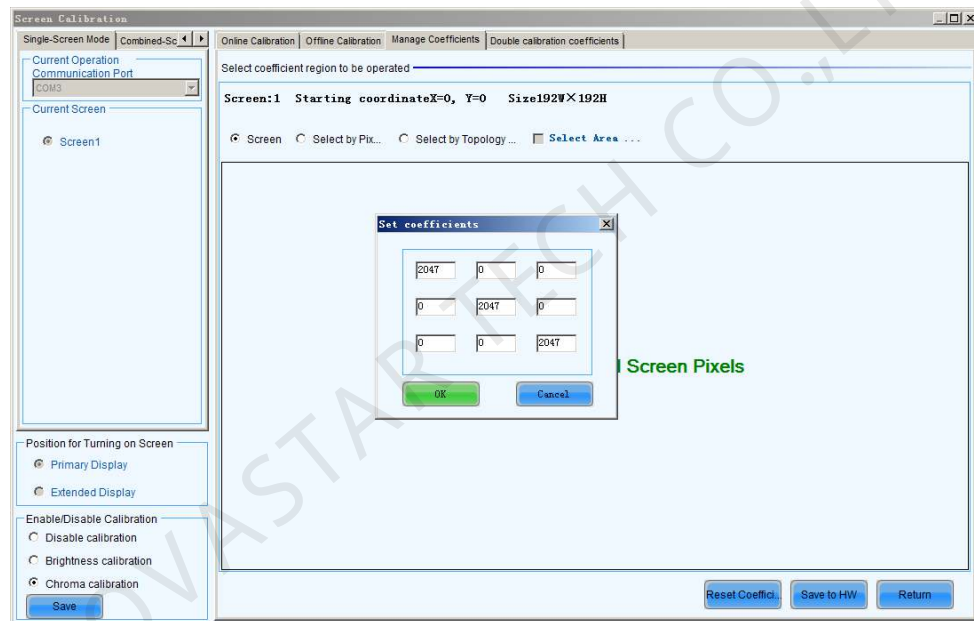 Screen Calibration
Single-Screen Mode
Combined-Sc
Current Operation
Communication Port
COM3
Current Screen
Screen1
Position for Turning on Screen
Primary Display
Extended Display
Enable/Disable Calibration
Disable calibration
Brightness calibration
Chroma calibration
Save
Online Calibration
Offline Calibration
Manage Coefficients
Double calibration coefficients
Select coefficient region to be operated
Screen:1 Starting coordinateX=0, Y=0 Size192W×192H
Screen
Select by Pix...
Select by Topology ...
Select Area ...
Set coefficients
2047 0 0
0 2047 0
0 0 2047
OK
Cancel
Screen Pixels
Reset Coeffici...
Save to HW
Return
OVASTAR TECH CO.,L